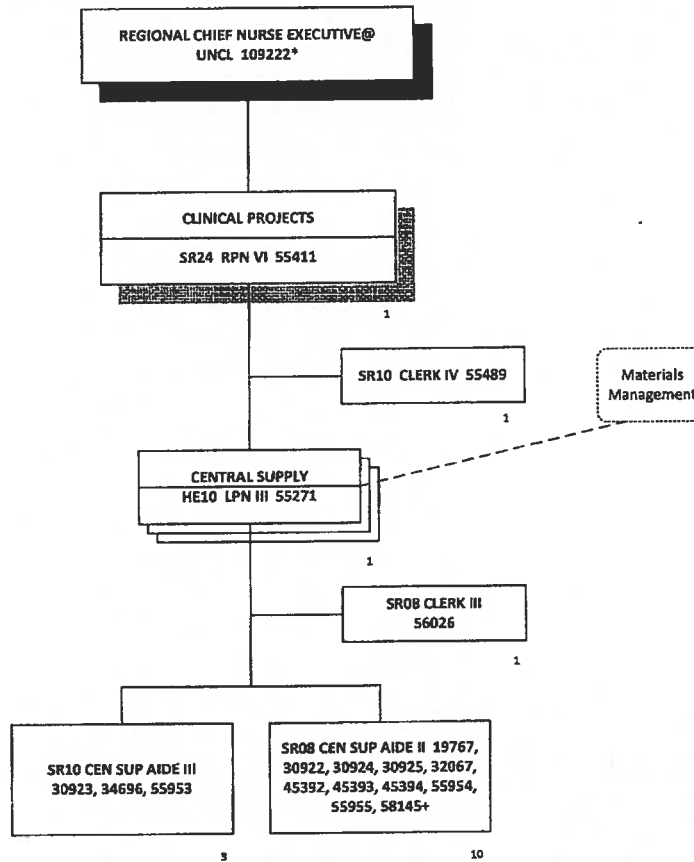 REGIONAL CHIEF NURSE EXECUTIVE@
UNCL 109222*
CLINICAL PROJECTS
SR24 RPN VI 55411
1
SR10 CLERK IV 55489
1
Materials
Management
CENTRAL SUPPLY
HE10 LPN III 55271
1
SR08 CLERK III
56026
1
SR10 CEN SUP AIDE III
30923, 34696, 55953
3
SR08 CEN SUP AIDE II 19767,
30922, 30924, 30925, 32067,
45392, 45393, 45394, 55954,
55955, 58145+
10